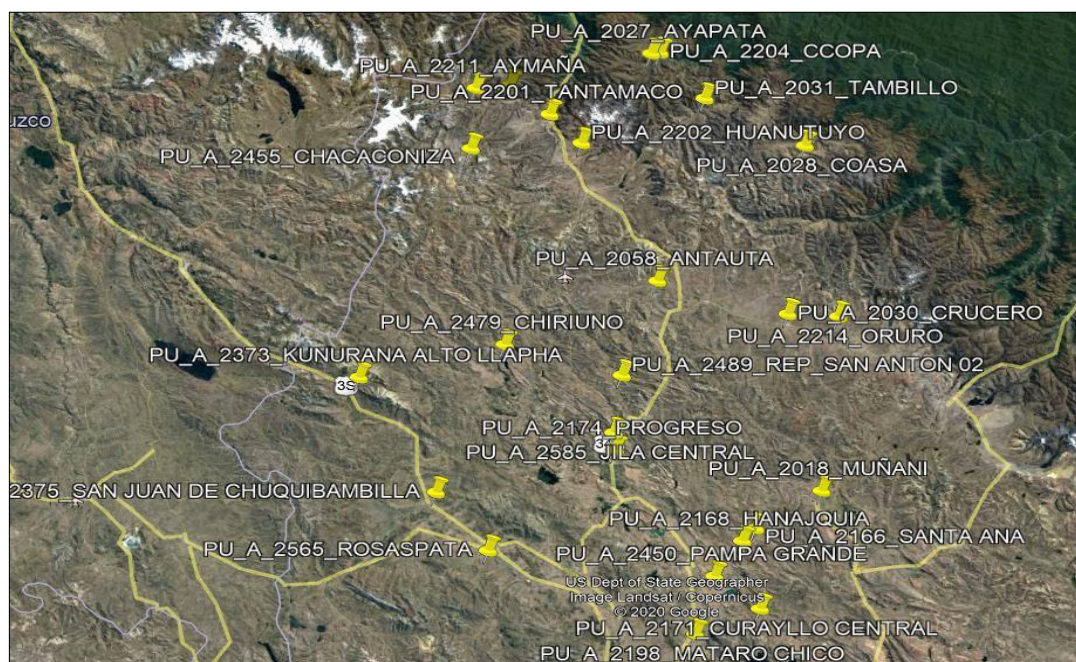 PU_A_2027_AYAPATA
PU_A_2204_CCOPA
PU_A_2211_AYMAÑA
PU_A_2201_TANTAMACO
PU_A_2031_TAMBILLO
uzco
PU_A_2202_HUANUTUYO
PU_A_2455_CHACACONIZA
PU_A_2028_COASA
PU_A_2058_ANTAUTA
PU_A_2030_CRUCERO
PU_A_2479_CHIRIUNO
PU_A_2214_ORURO
PU_A_2373_KUNURANA ALTO LLAPHA
PU_A_2489_REP_SAN ANTON 02
3S
PU_A_2174_PROGRESO
3
PU_A_2585_JILA CENTRAL
PU_A_2018_MUÑANI
2375_SAN JUAN DE CHUQUIBAMBILLA
PU_A_2168_HANAJQUIA
PU_A_2166_SANTA ANA
PU_A_2565_ROSASPATA
PU_A_2450_PAMPA GRANDE
US Dept of State Geographer
Image Landsat / Copernicus
© 2020 Google
PU_A_2171_CURAYLLO CENTRAL
PU_A_2198_MATARO CHICO